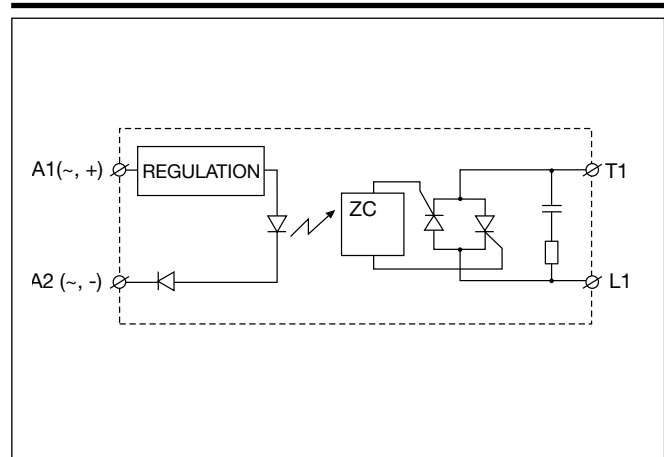 A1(~, +)
REGULATION
ZC
T1
A2 (~, -)
L1